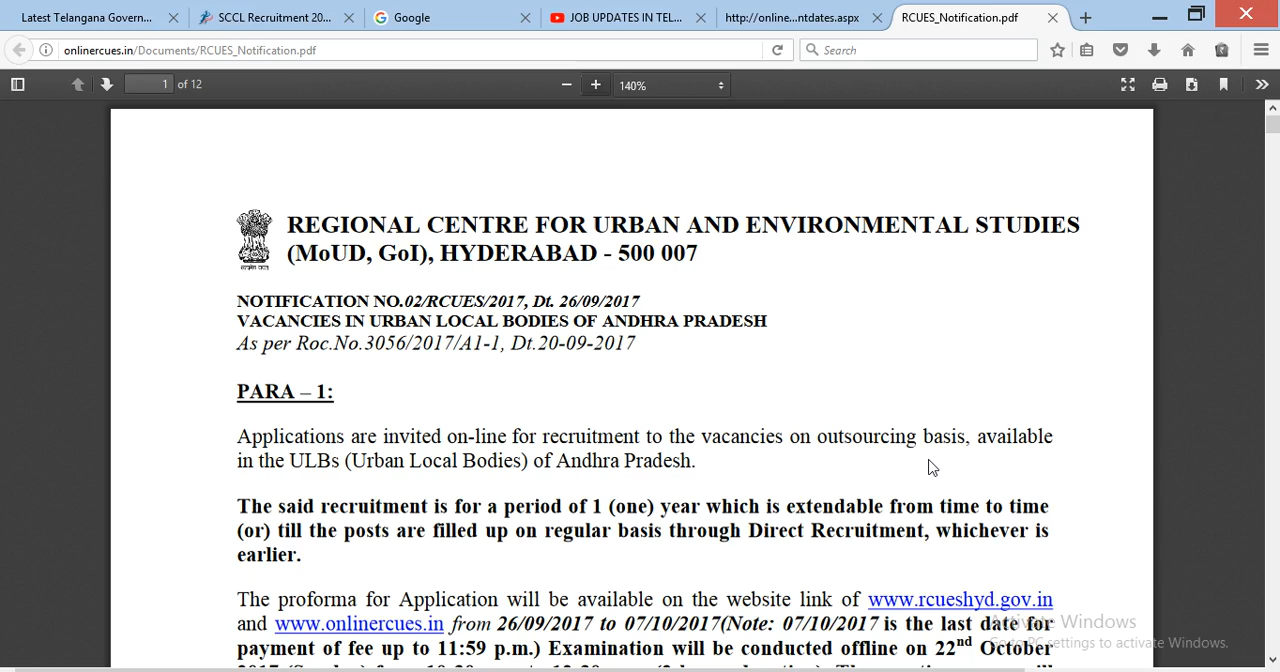 Latest Telangana Govern...
SCCL Recruitment 20...
Google
JOB UPDATES IN TEL...
http://online...ntdates.aspx
RCUES_Notification.pdf
onlinercues.in/Documents/RCUES_Notification.pdf
Search
1 of 12
140%
REGIONAL CENTRE FOR URBAN AND ENVIRONMENTAL STUDIES
(MoUD, GoI), HYDERABAD - 500 007
NOTIFICATION NO.02/RCUES/2017, Dt. 26/09/2017
VACANCIES IN URBAN LOCAL BODIES OF ANDHRA PRADESH
As per Roc.No.3056/2017/A1-1, Dt.20-09-2017
PARA – 1:
Applications are invited on-line for recruitment to the vacancies on outsourcing basis, available
in the ULBs (Urban Local Bodies) of Andhra Pradesh.
The said recruitment is for a period of 1 (one) year which is extendable from time to time
(or) till the posts are filled up on regular basis through Direct Recruitment, whichever is
earlier.
The proforma for Application will be available on the website link of www.rcueshyd.gov.in
and www.onlinercues.in from 26/09/2017 to 07/10/2017(Note: 07/10/2017 is the last date for
payment of fee up to 11:59 p.m.) Examination will be conducted offline on 22nd October
Activate Windows
Go to PC settings to activate Windows.